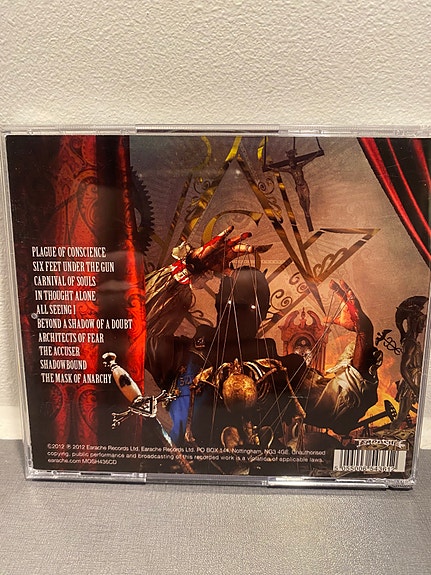 PLAGUE OF CONSCIENCE
SIX FEET UNDER THE GUN
CARNIVAL OF SOULS
IN THOUGHT ALONE
ALL SEEING I
BEYOND A SHADOW OF A DOUBT
ARCHITECTS OF FEAR
THE ACCUSER
SHADOWBOUND
THE MASK OF ANARCHY
©2012 ℗ 2012 Earache Records Ltd. Earache Records Ltd. PO BOX 144, Nottingham, NG3 4GE. Unauthorised
copying, public performance and broadcasting of this recorded work is a violation of applicable laws.
earache.com MOSH436CD
EARACHE